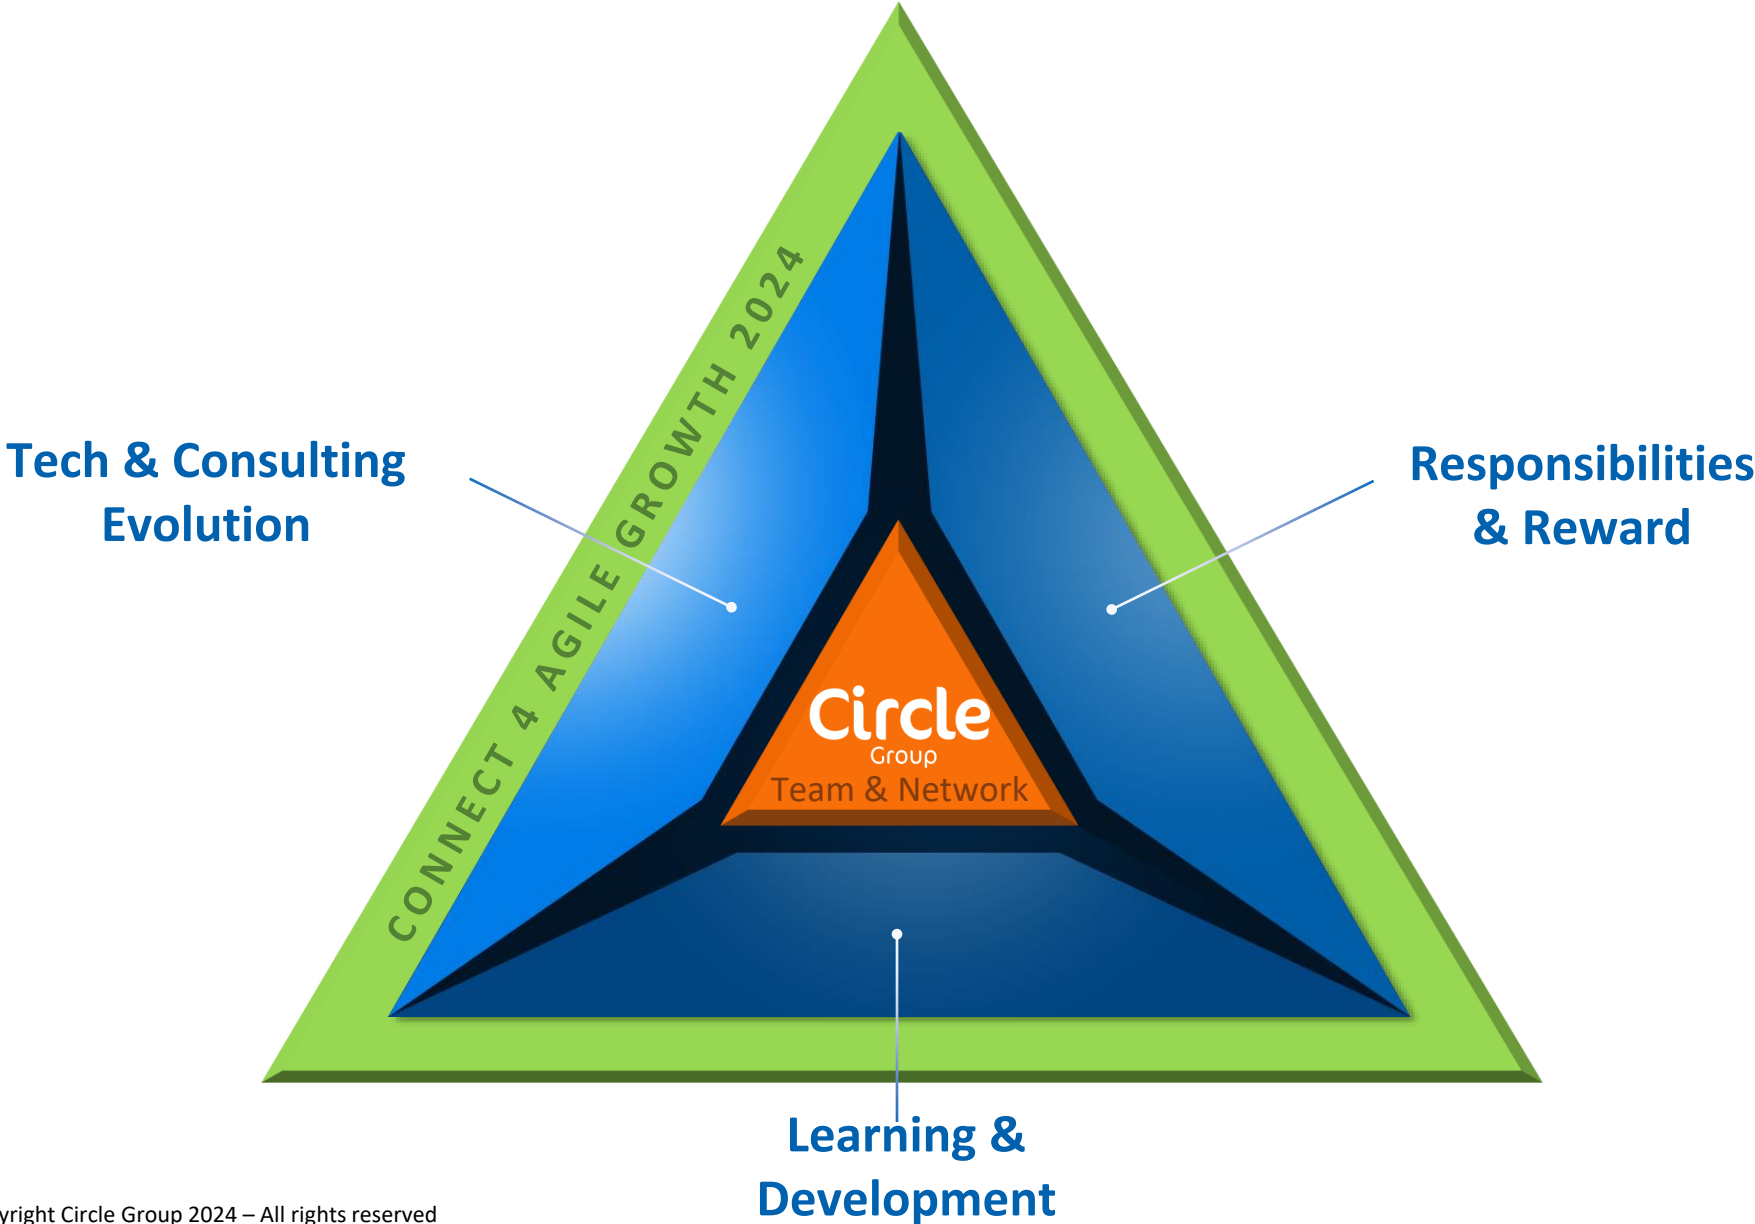 CONNECT 4 AGILE GROWTH 2024
Tech & Consulting
Evolution
Responsibilities
& Reward
Circle
Group
Team & Network
Learning &
Development
yright Circle Group 2024 – All rights reserved